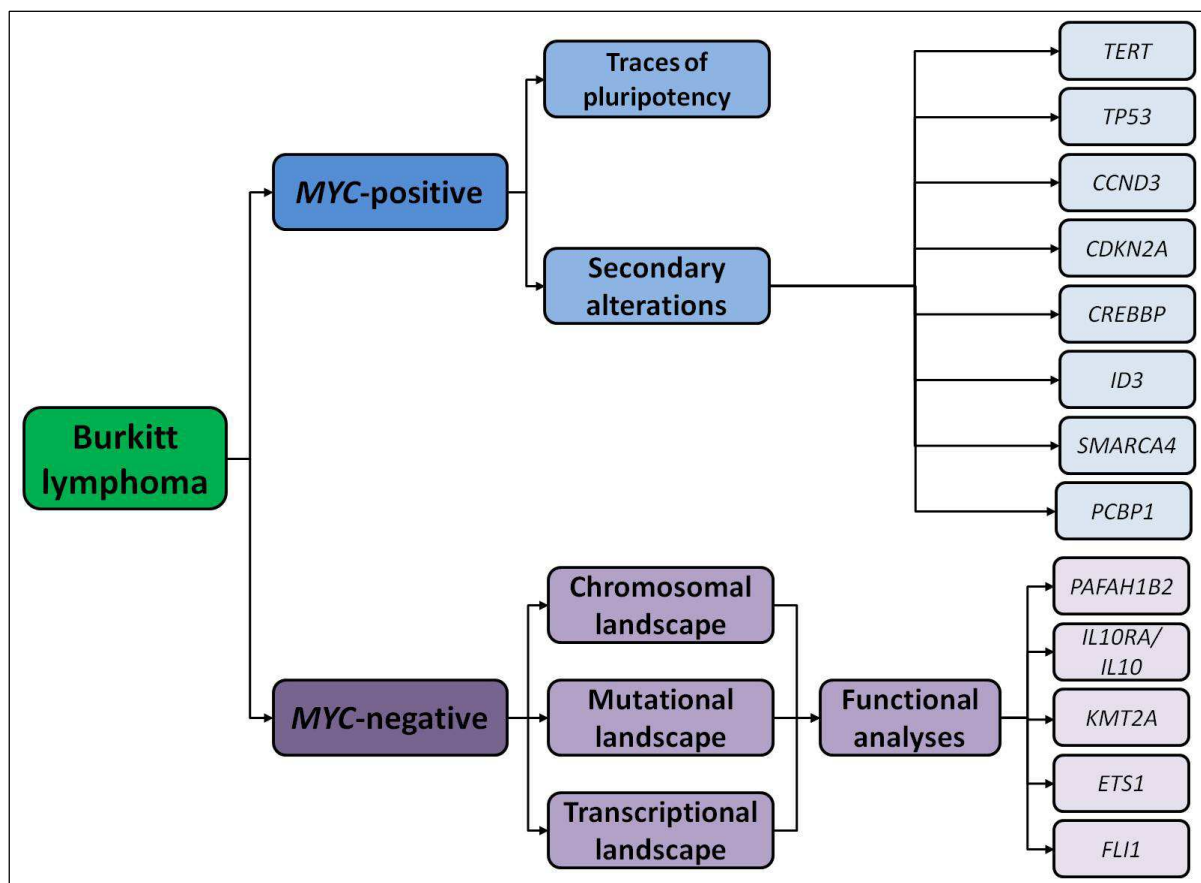 Burkitt
lymphoma
MYC-positive
Traces of
pluripotency
Secondary
alterations
TERT
TP53
CCND3
CDKN2A
CREBBP
ID3
SMARCA4
PCBP1
MYC-negative
Chromosomal
landscape
Mutational
landscape
Transcriptional
landscape
Functional
analyses
PAFAH1B2
IL10RA/
IL10
KMT2A
ETS1
FLI1